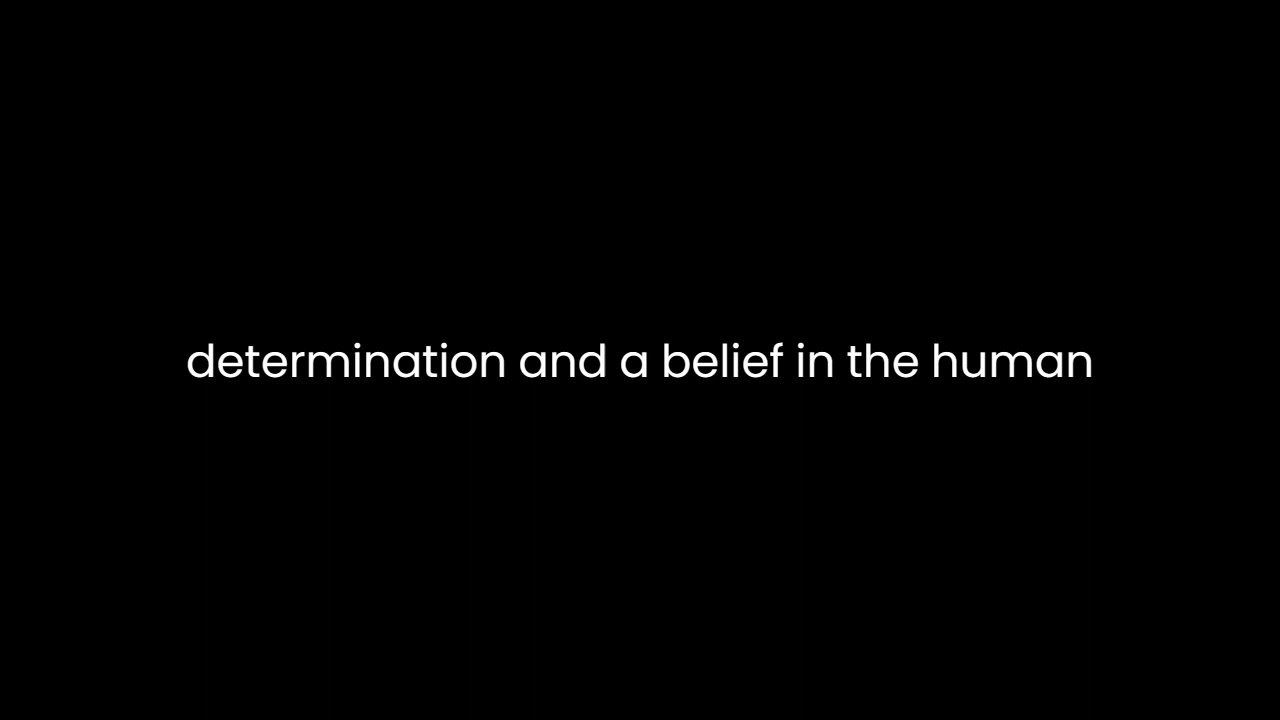 determination and a belief in the human